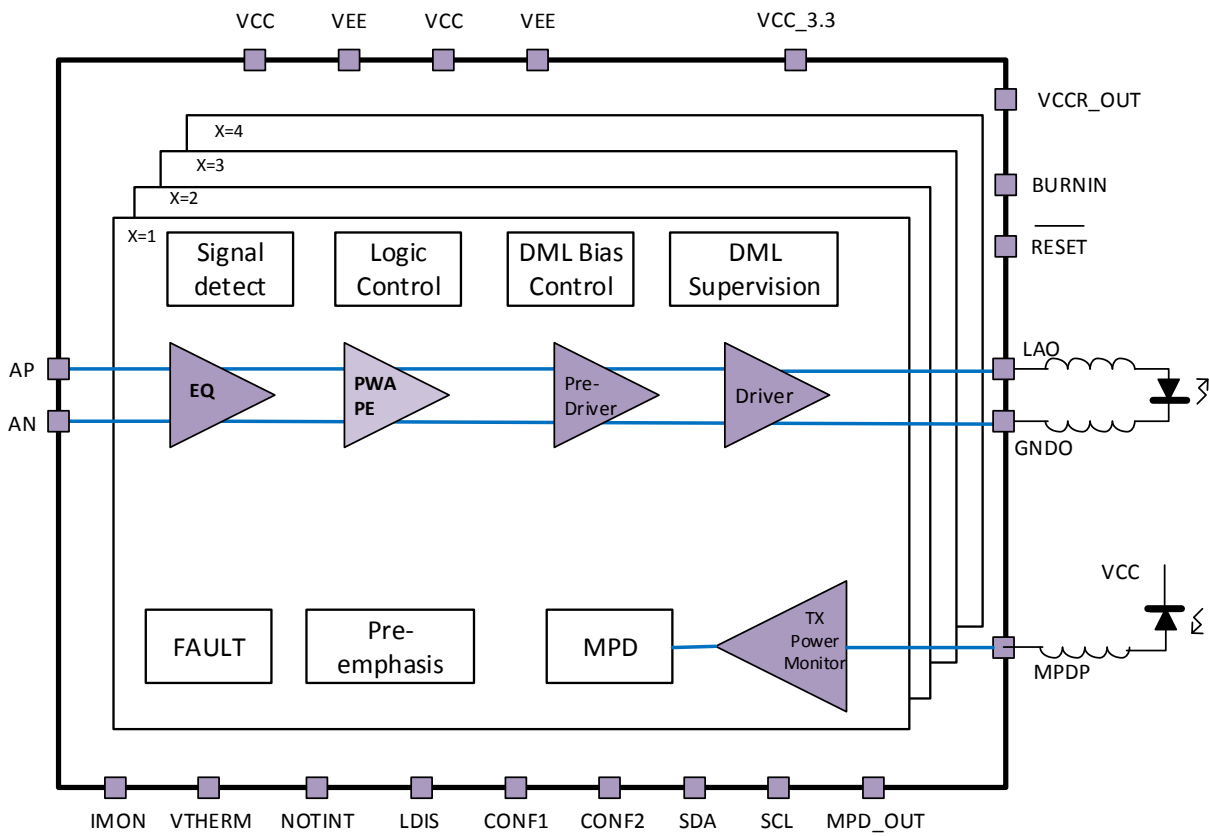 VCC VEE VCC VEE VCC_3.3
VCCR_OUT
X=4
X=3
BURNIN
X=2
X=1
Signal
detect
Logic
Control
DML Bias
Control
DML
Supervision
RESET
LAO
AP
EQ
PWA
PE
Pre-
Driver
Driver
AN
GNDO
VCC
FAULT
Pre-
emphasis
MPD
TX
Power
Monitor
MPDP
IMON VTHERM NOTINT LDIS CONF1 CONF2 SDA SCL MPD_OUT